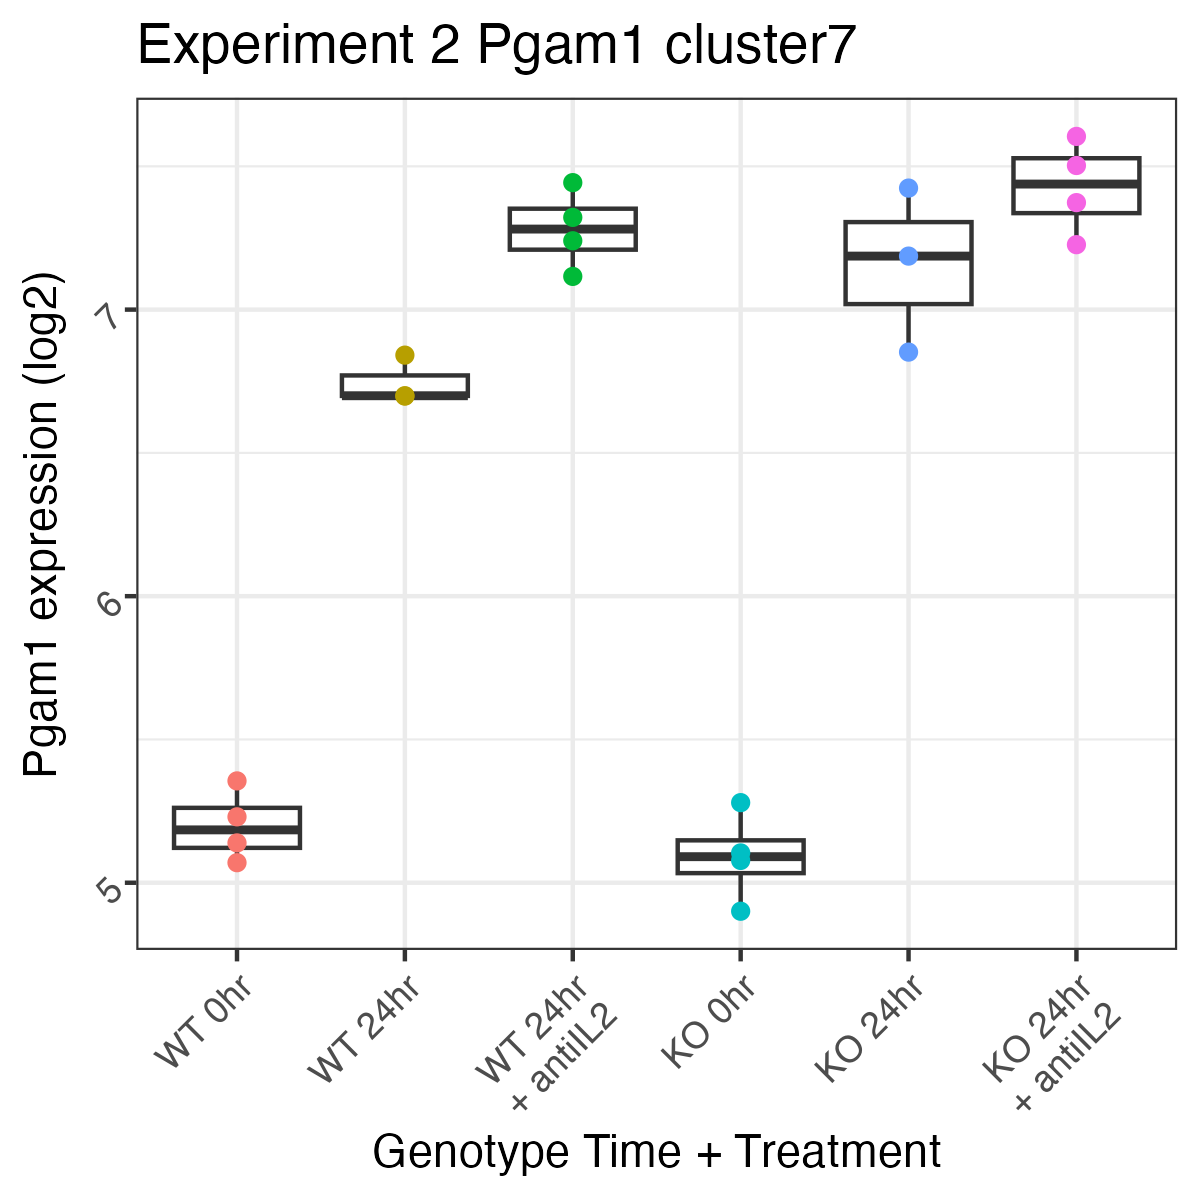 Experiment 2 Pgam1 cluster7
Pgam1 expression (log2)
7
6
5
WT 0hr
WT 24hr
WT 24hr
+ antiIL2
KO 0hr
KO 24hr
KO 24hr
+ antiIL2
Genotype Time + Treatment